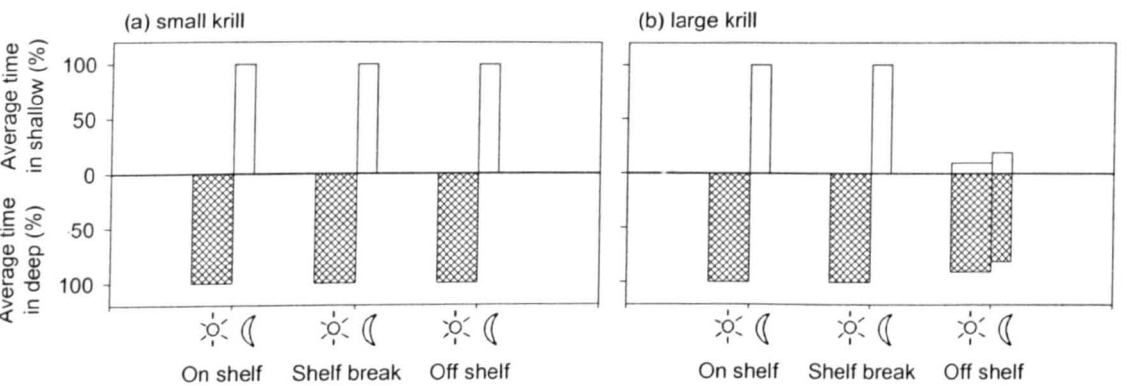 (a) small krill
(b) large krill
Average time
in shallow (%)
Average time
in deep (%)
100
50
0
50
100
On shelf Shelf break Off shelf
On shelf Shelf break Off shelf